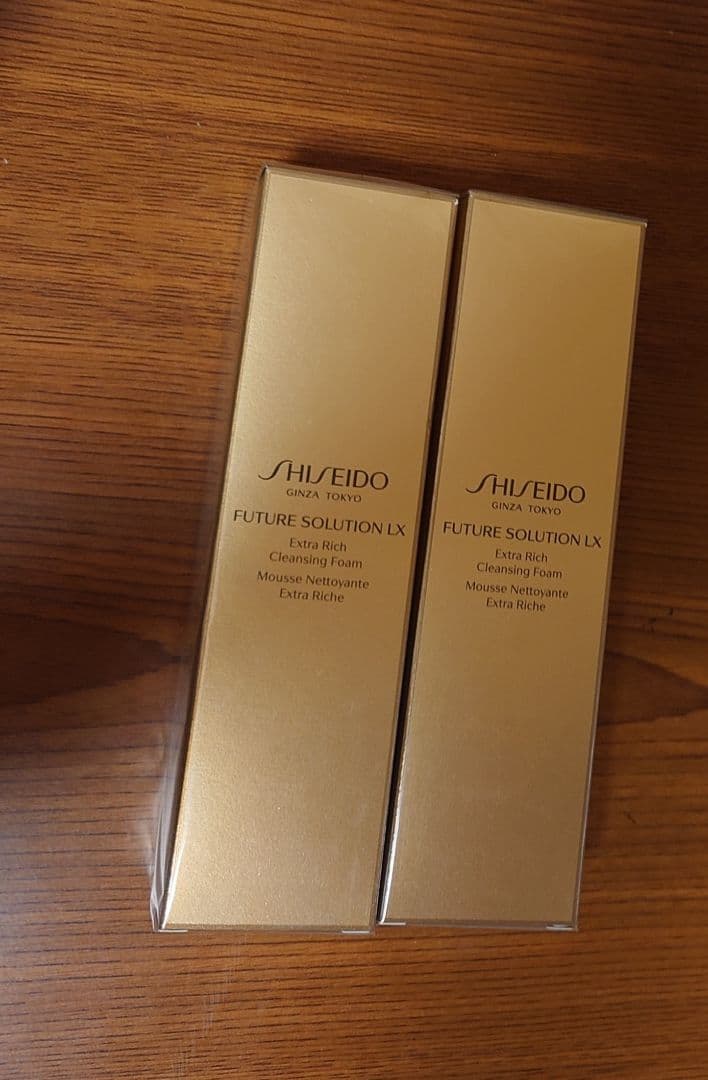 SHISEIDO
GINZA TOKYO
FUTURE SOLUTION LX
Extra Rich
Cleansing Foam
Mousse Nettoyante
Extra Riche
SHISEIDO
GINZA TOKYO
FUTURE SOLUTION LX
Extra Rich
Cleansing Foam
Mousse Nettoyante
Extra Riche